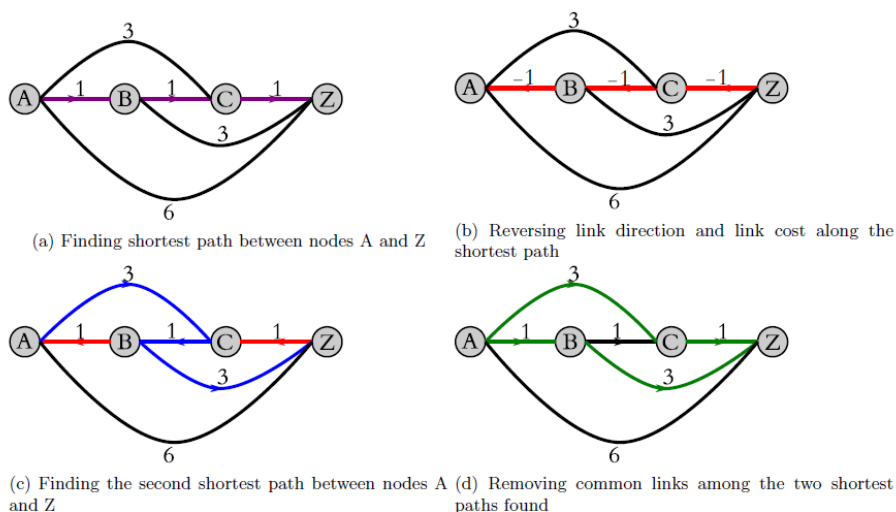 3
A 1 B 1 C 1 Z
3
6
(a) Finding shortest path between nodes A and Z
3
A -1 B -1 C -1 Z
3
6
(b) Reversing link direction and link cost along the
shortest path
3
A 1 B 1 C 1 Z
3
6
(c) Finding the second shortest path between nodes A
and Z
3
A 1 B 1 C 1 Z
3
6
(d) Removing common links among the two shortest
paths found